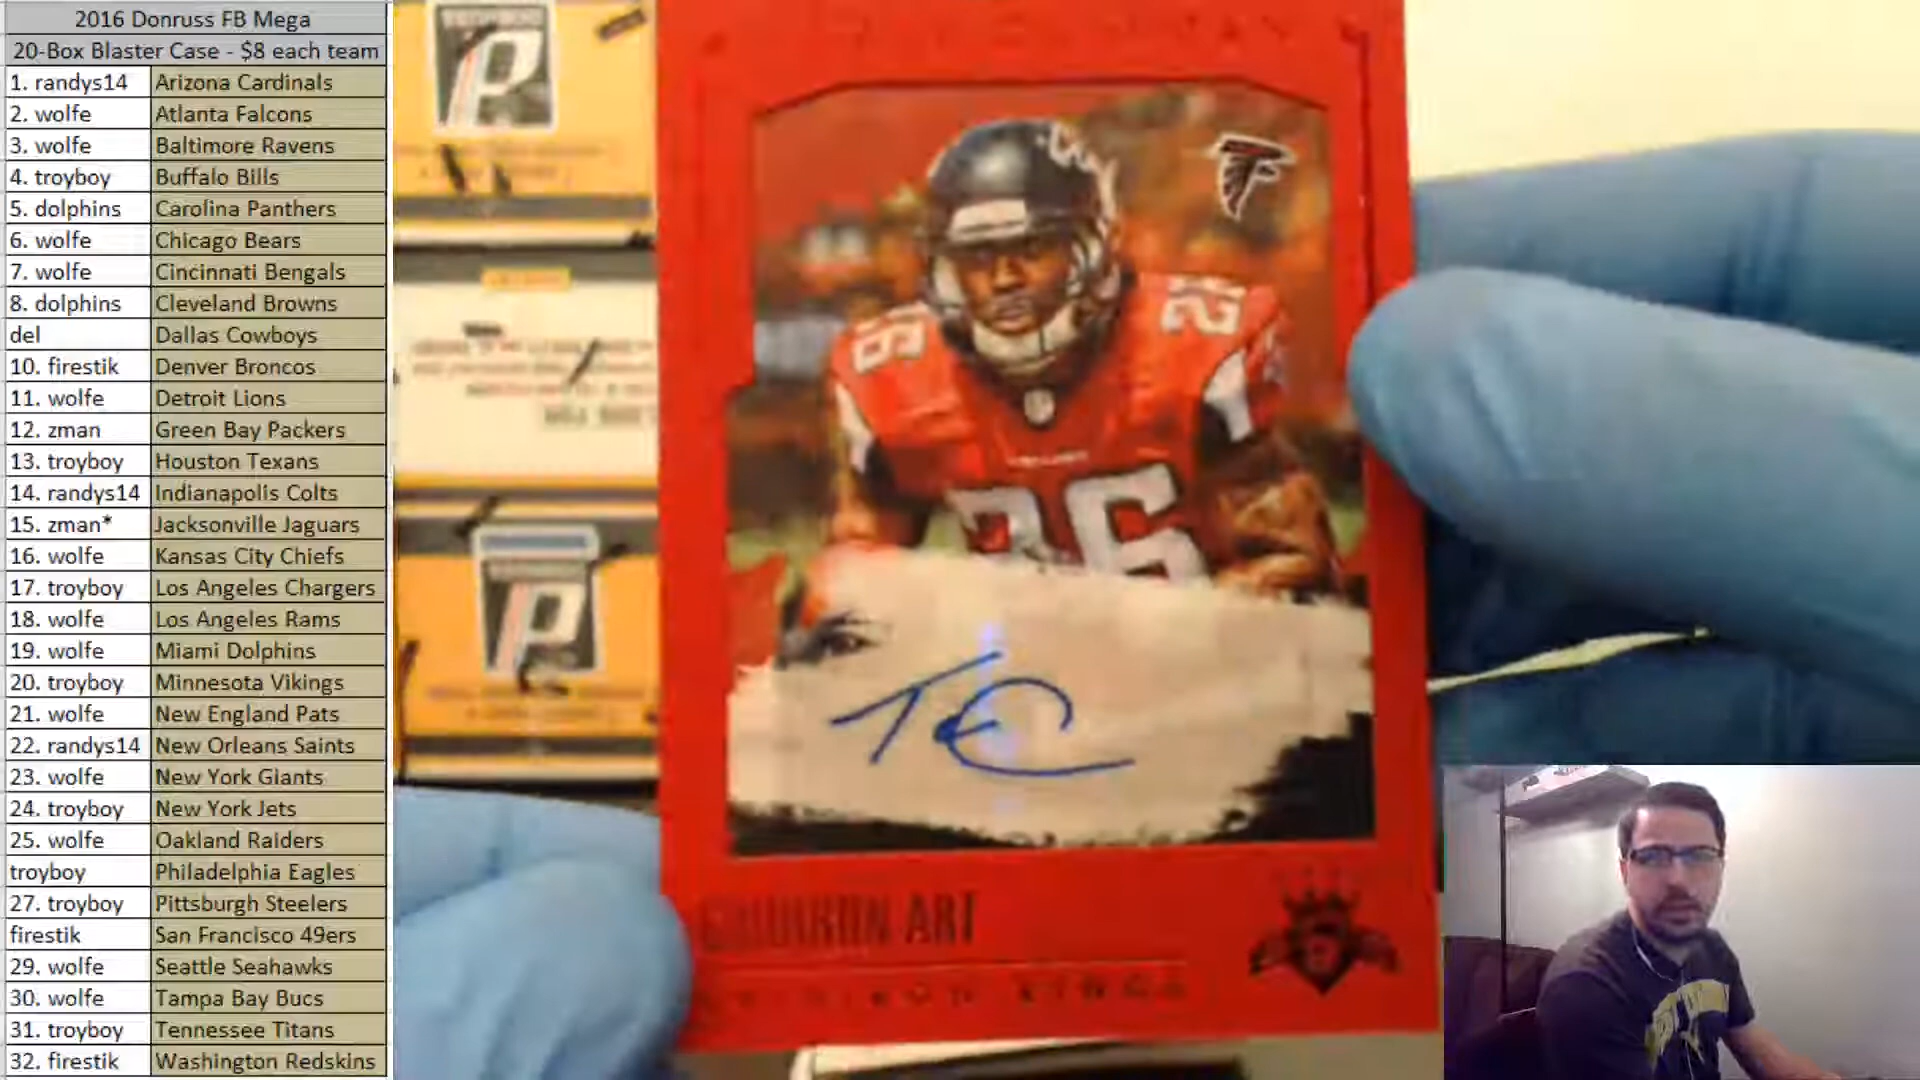 2016 Donruss FB Mega
20-Box Blaster Case - $8 each team
1. randys14 Arizona Cardinals
2. wolfe Atlanta Falcons
3. wolfe Baltimore Ravens
4. troyboy Buffalo Bills
5. dolphins Carolina Panthers
6. wolfe Chicago Bears
7. wolfe Cincinnati Bengals
8. dolphins Cleveland Browns
del Dallas Cowboys
10. firestik Denver Broncos
11. wolfe Detroit Lions
12. zman Green Bay Packers
13. troyboy Houston Texans
14. randys14 Indianapolis Colts
15. zman* Jacksonville Jaguars
16. wolfe Kansas City Chiefs
17. troyboy Los Angeles Chargers
18. wolfe Los Angeles Rams
19. wolfe Miami Dolphins
20. troyboy Minnesota Vikings
21. wolfe New England Pats
22. randys14 New Orleans Saints
23. wolfe New York Giants
24. troyboy New York Jets
25. wolfe Oakland Raiders
troyboy Philadelphia Eagles
27. troyboy Pittsburgh Steelers
firestik San Francisco 49ers
29. wolfe Seattle Seahawks
30. wolfe Tampa Bay Bucs
31. troyboy Tennessee Titans
32. firestik Washington Redskins
26
26
26
TC
GRIDIRON ART
GRIDIRON KINGS